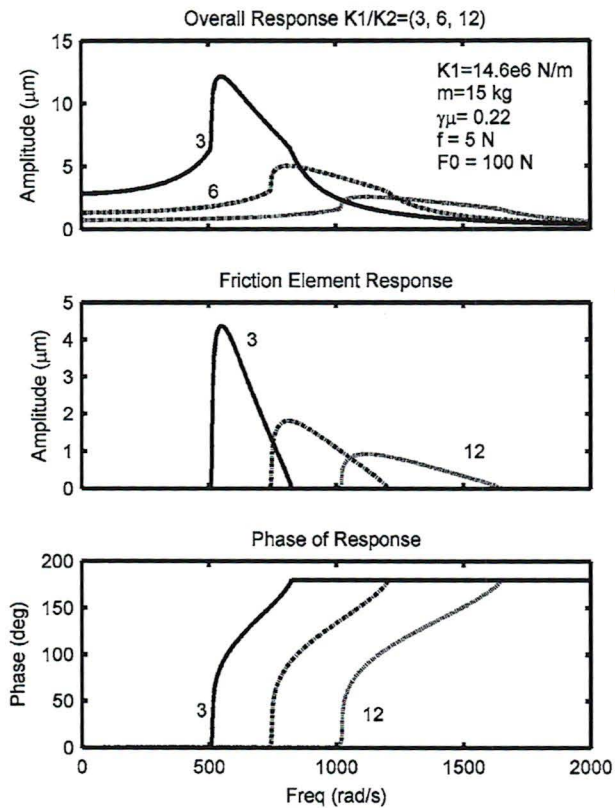 Overall Response K1/K2=(3, 6, 12)
15
10
5
0
Amplitude (μm)
3
6
K1=14.6e6 N/m
m=15 kg
γμ= 0.22
f = 5 N
F0 = 100 N
Friction Element Response
5
4
3
2
1
0
Amplitude (μm)
3
12
Phase of Response
200
150
100
50
0
Phase (deg)
3
12
0 500 1000 1500 2000
Freq (rad/s)